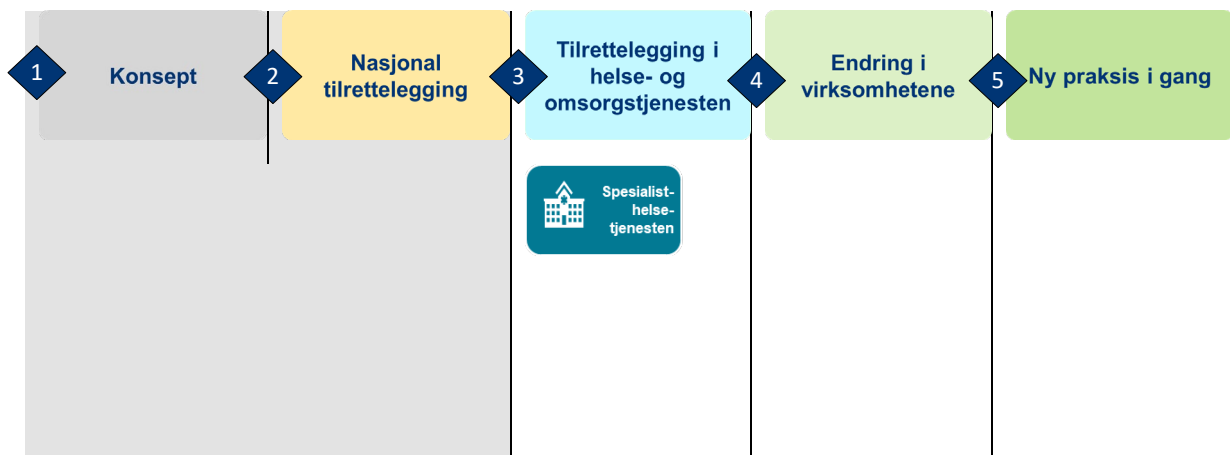 1
Konsept
2
Nasjonal
tilrettelegging
3
Tilrettelegging i
helse- og
omsorgstjenesten
4
Endring i
virksomhetene
5
Ny praksis i gang
Spesialist-
helse-
tjenesten